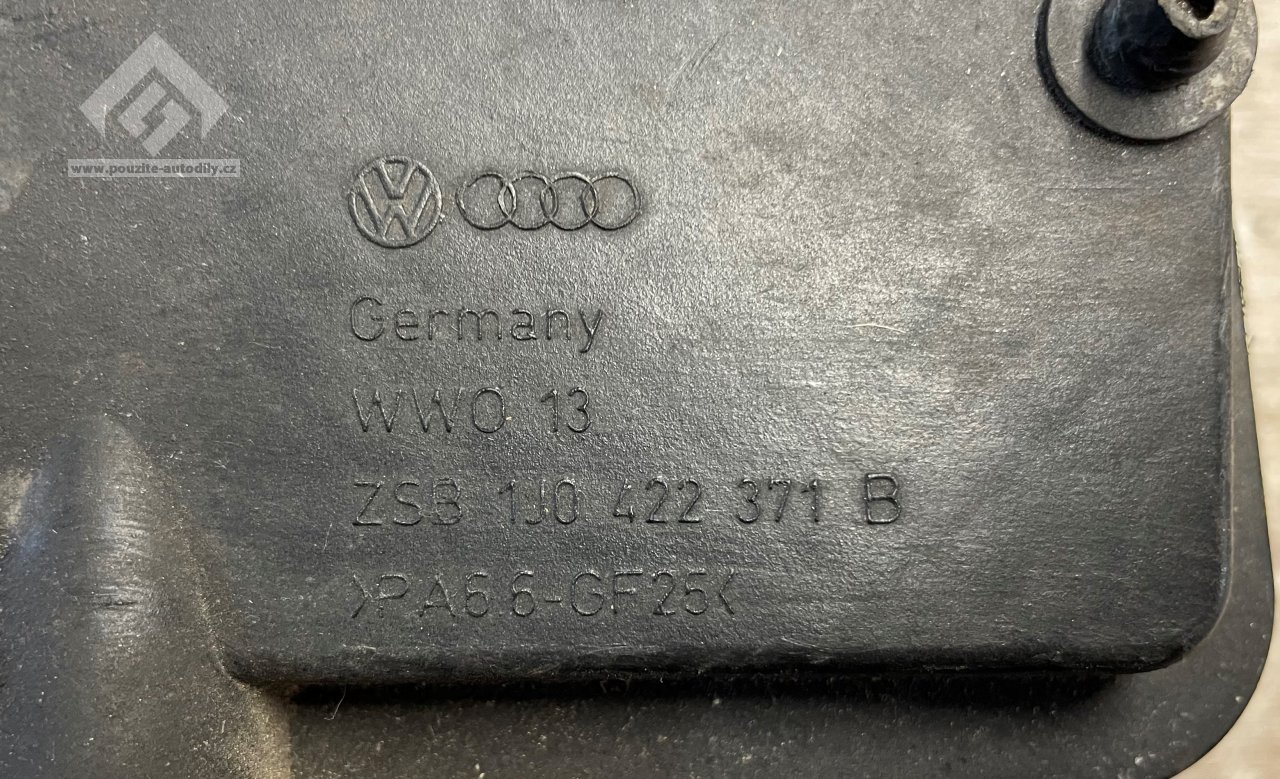 www.pouzite-autodily.cz
Germany
WWO 13
ZSB 1J0 422 371 B
>PA6.6-GF25<